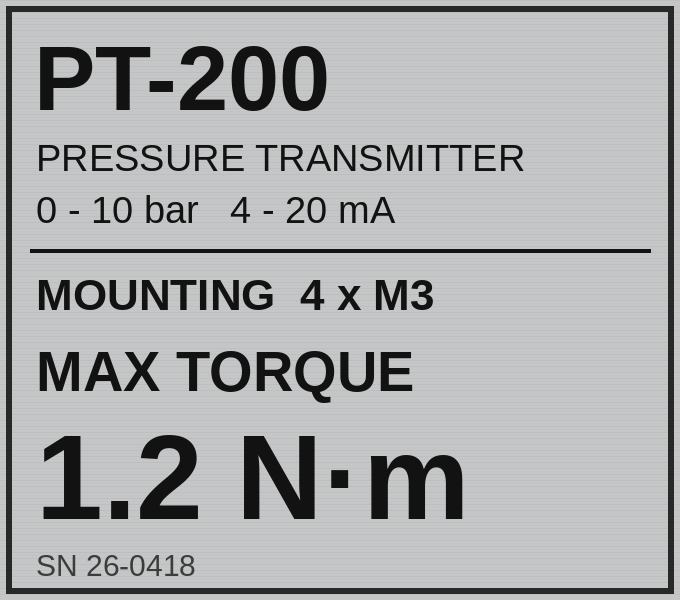 PT-200
PRESSURE TRANSMITTER
0 - 10 bar   4 - 20 mA
MOUNTING  4 x M3
MAX TORQUE
1.2 N·m
SN 26-0418